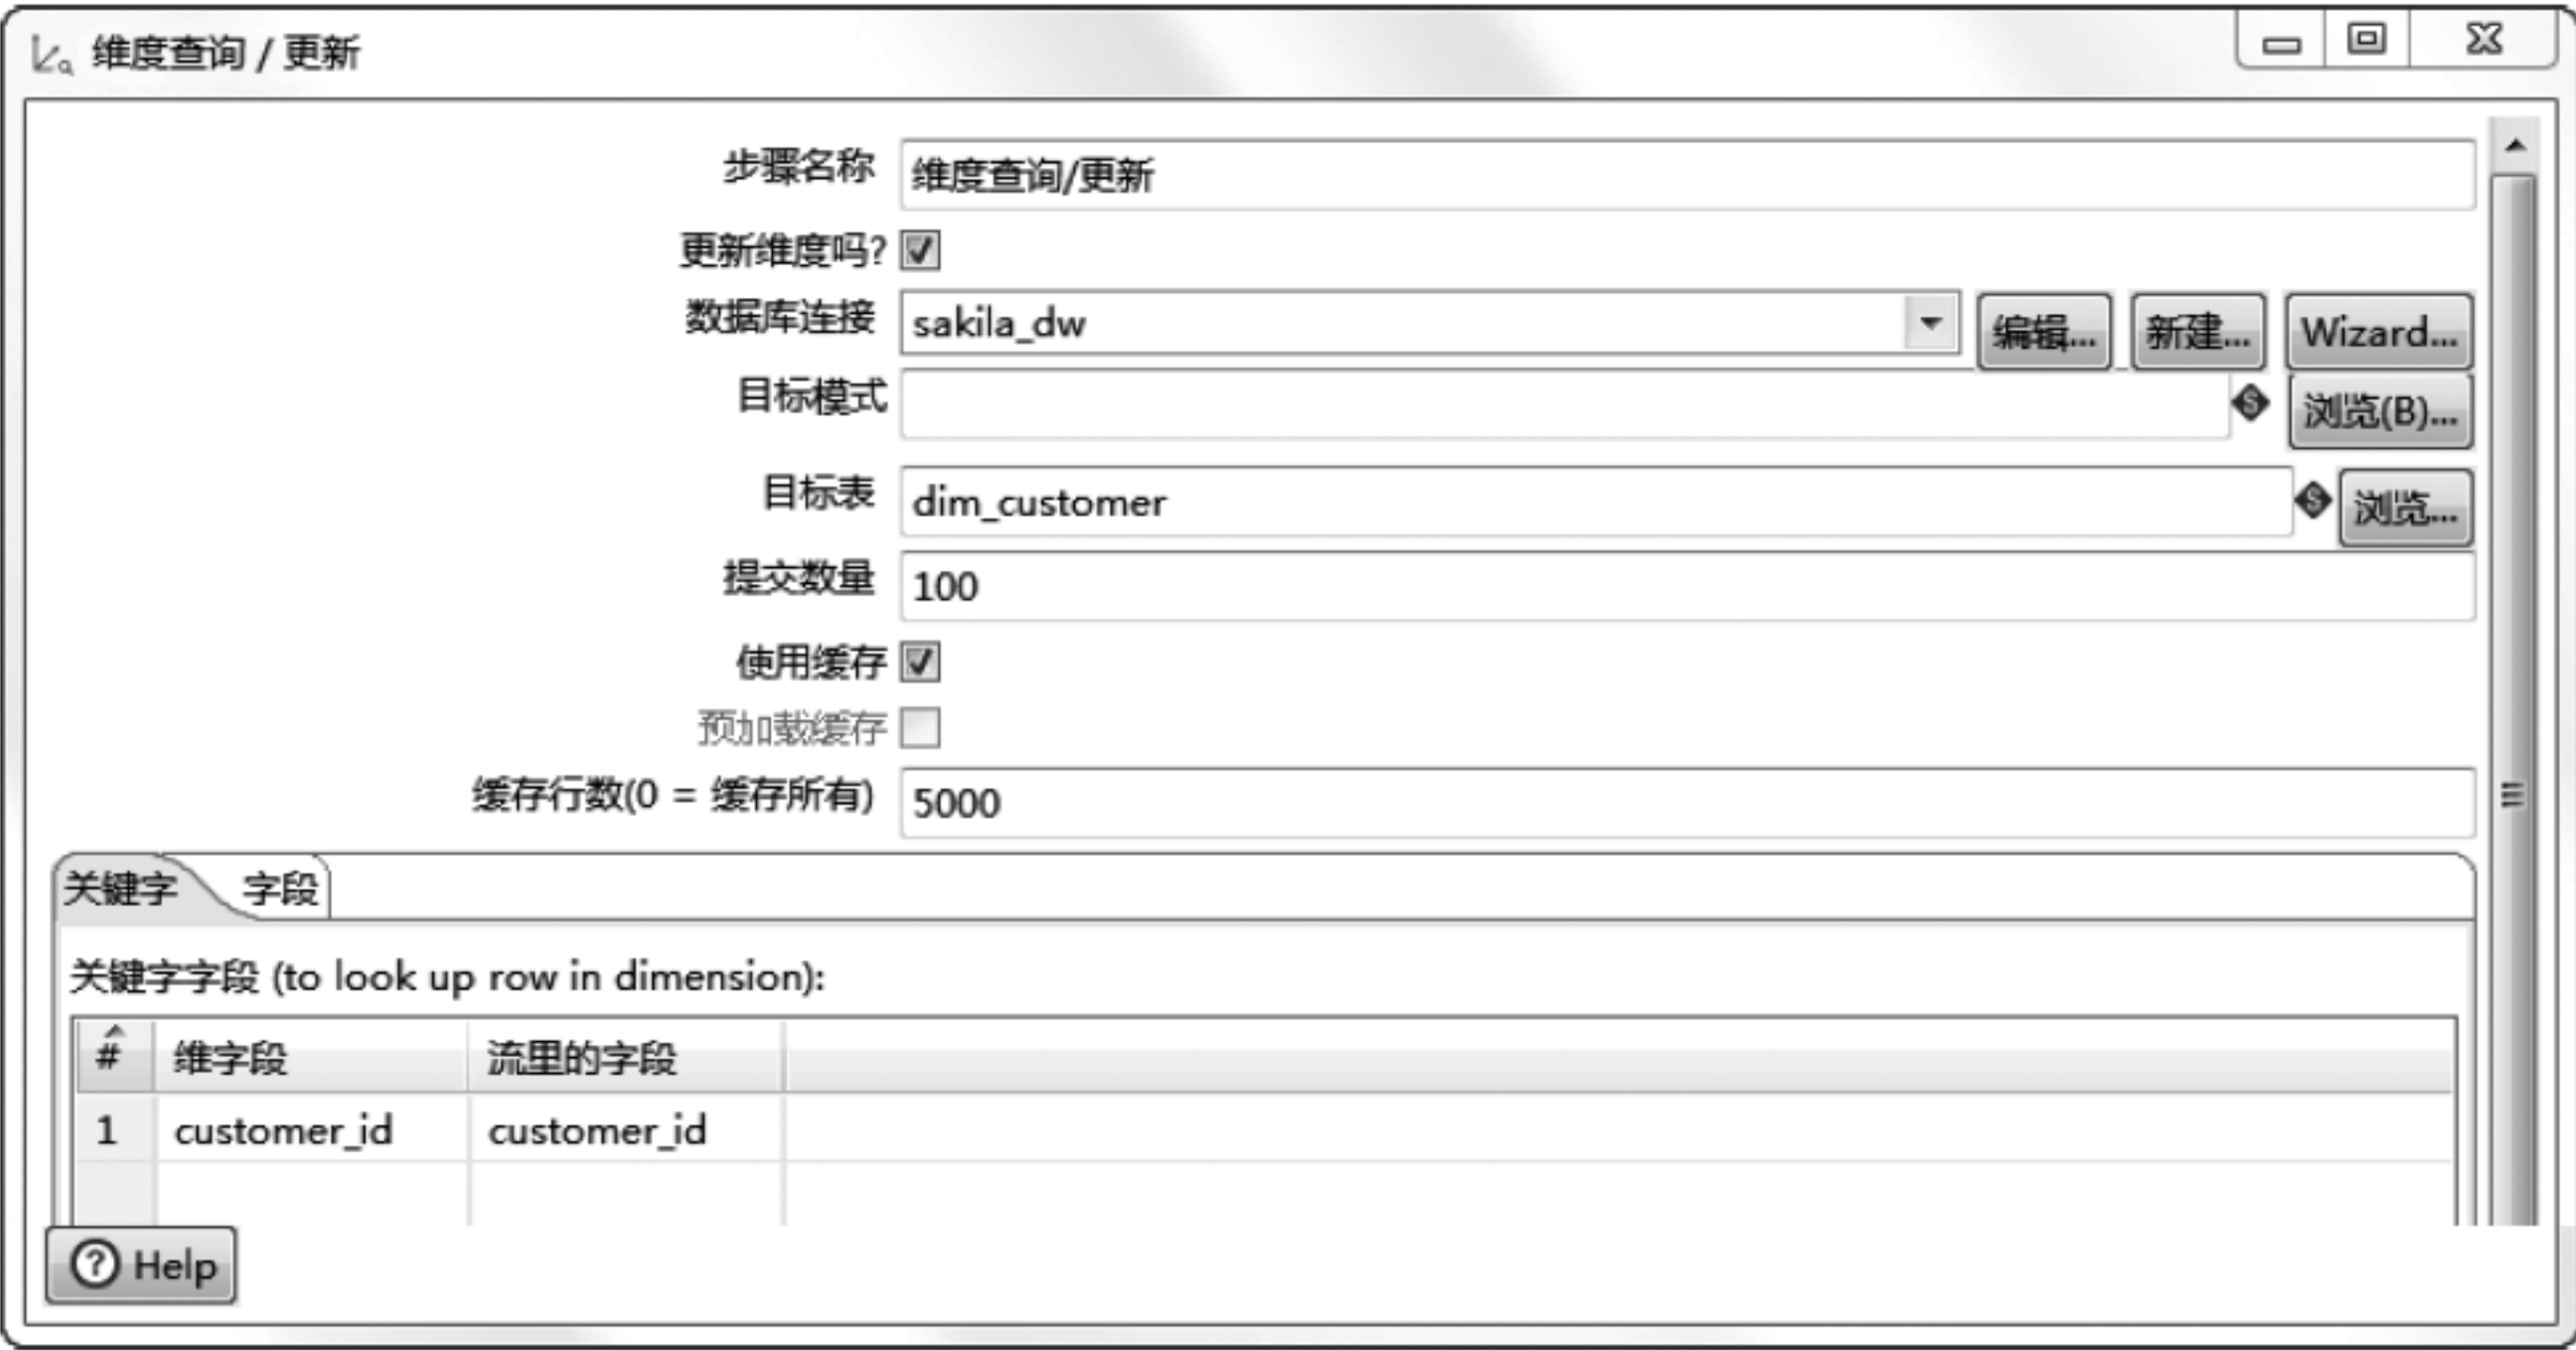 维度查询 / 更新
步骤名称 维度查询/更新
更新维度吗?
数据库连接 sakila_dw 编辑... 新建... Wizard...
目标模式 浏览(B)...
目标表 dim_customer 浏览...
提交数量 100
使用缓存
预加载缓存
缓存行数(0 = 缓存所有) 5000
关键字 字段
关键字字段 (to look up row in dimension):
# 维字段 流里的字段
1 customer_id customer_id
Help